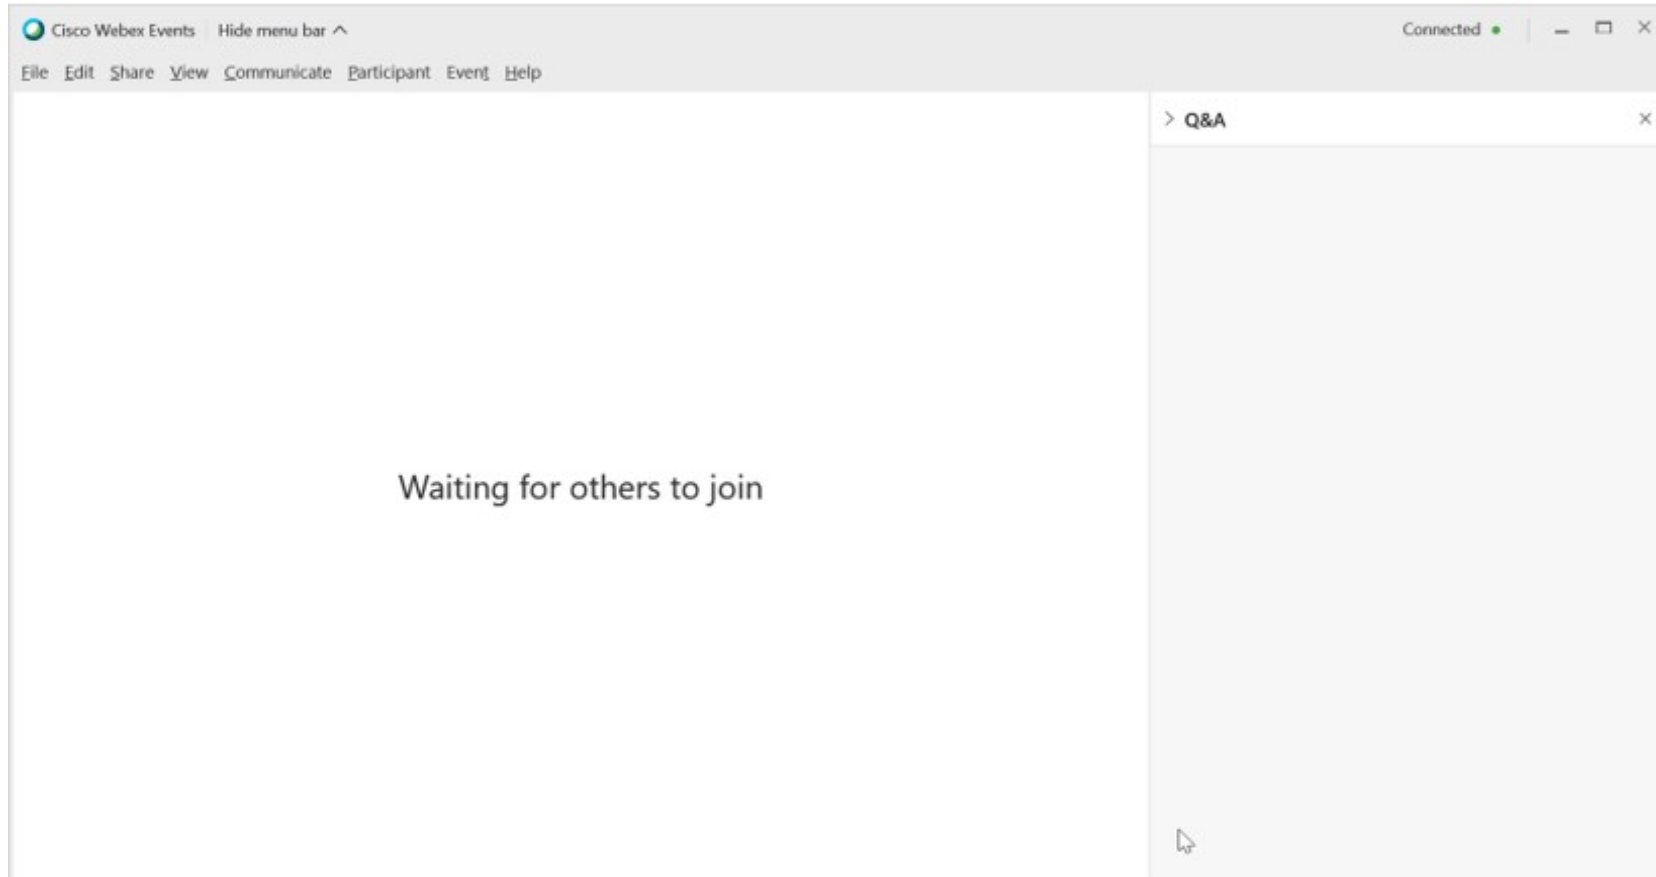 Cisco Webex Events Hide menu bar Connected
File Edit Share View Communicate Participant Event Help
Q&A
Waiting for others to join